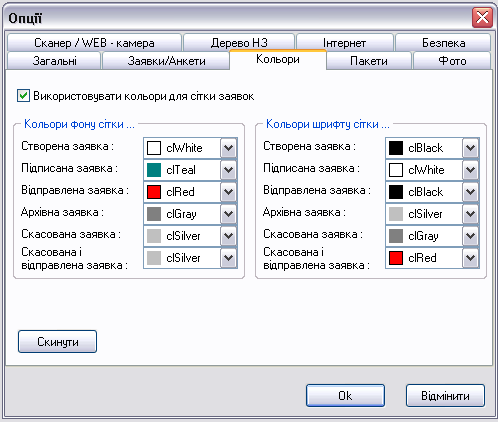 Опції
Сканер / WEB - камера
Дерево НЗ
Інтернет
Безпека
Загальні
Заявки/Анкети
Кольори
Пакети
Фото
Використовувати кольори для сітки заявок
Кольори фону сітки ...
Створена заявка :
clWhite
Підписана заявка :
clTeal
Відправлена заявка :
clRed
Архівна заявка :
clGray
Скасована заявка :
clSilver
Скасована і
відправлена заявка :
clSilver
Кольори шрифту сітки ...
Створена заявка :
clBlack
Підписана заявка :
clWhite
Відправлена заявка :
clBlack
Архівна заявка :
clSilver
Скасована заявка :
clGray
Скасована і
відправлена заявка :
clRed
Скинути
Ok
Відмінити